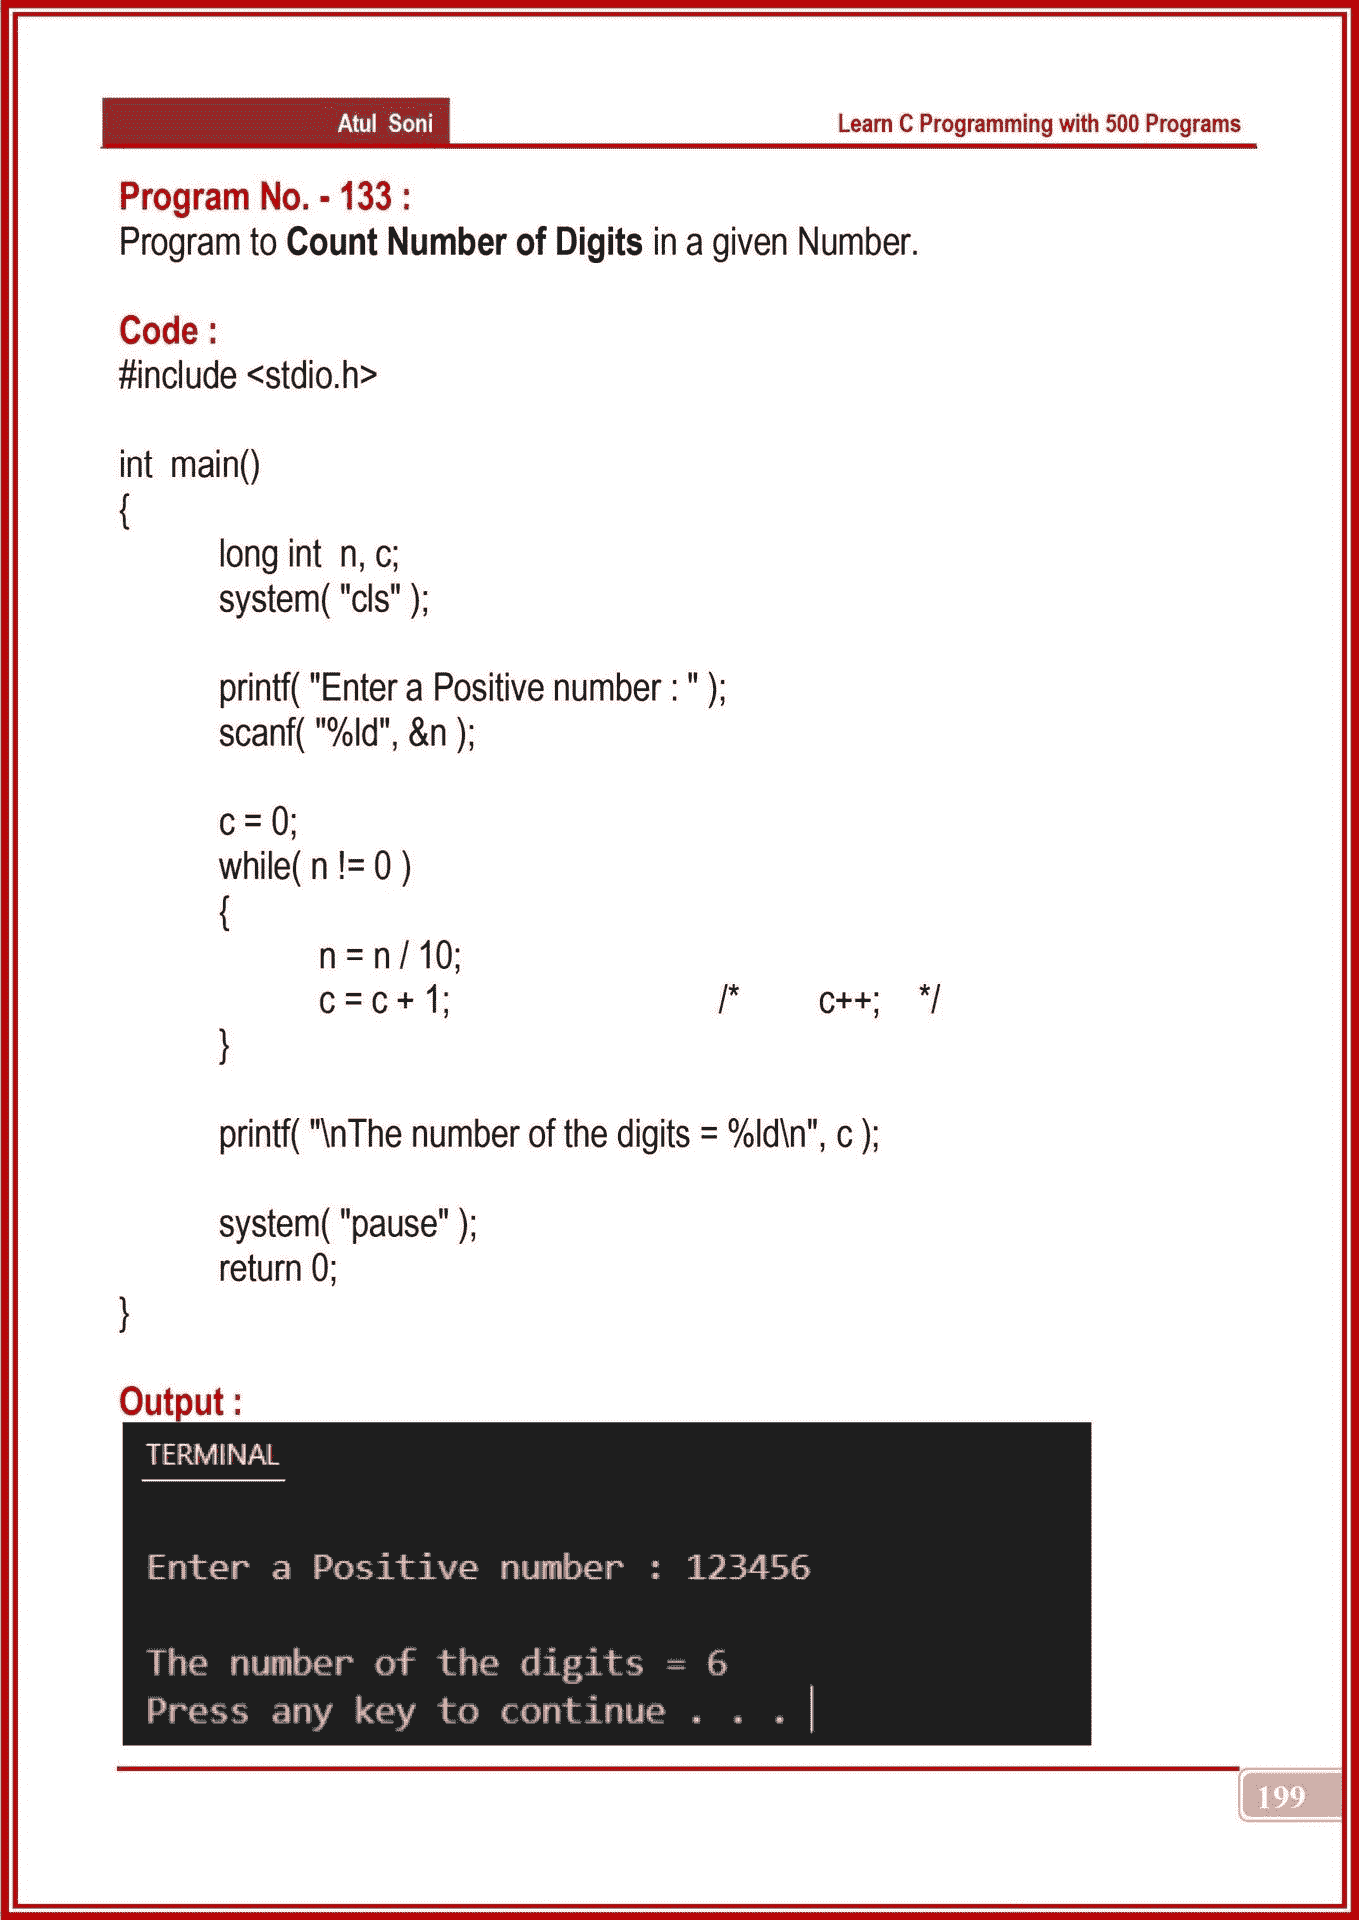 Atul  Soni
Learn C Programming with 500 Programs
Program No. - 133 :
Program to Count Number of Digits in a given Number.
Code :
#include <stdio.h>
int  main()
{
long int  n, c;
system( "cls" );
printf( "Enter a Positive number : " );
scanf( "%ld", &n );
c = 0;
while( n != 0 )
{
n = n / 10;
c = c + 1; /* c++; */
}
printf( "\nThe number of the digits = %ld\n", c );
system( "pause" );
return 0;
}
Output :
TERMINAL
Enter a Positive number : 123456
The number of the digits = 6
Press any key to continue . . .
199